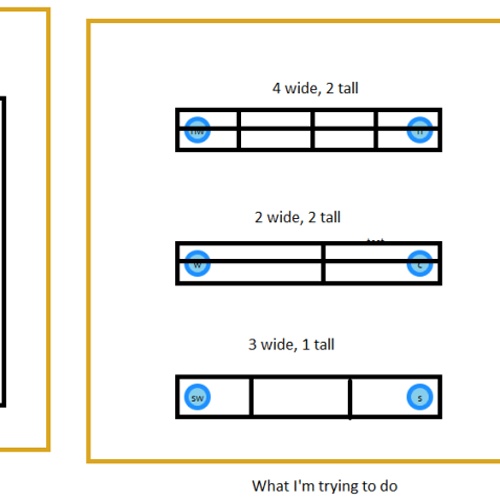 4 wide, 2 tall
nw n
2 wide, 2 tall
w c
3 wide, 1 tall
sw s
What I'm trying to do